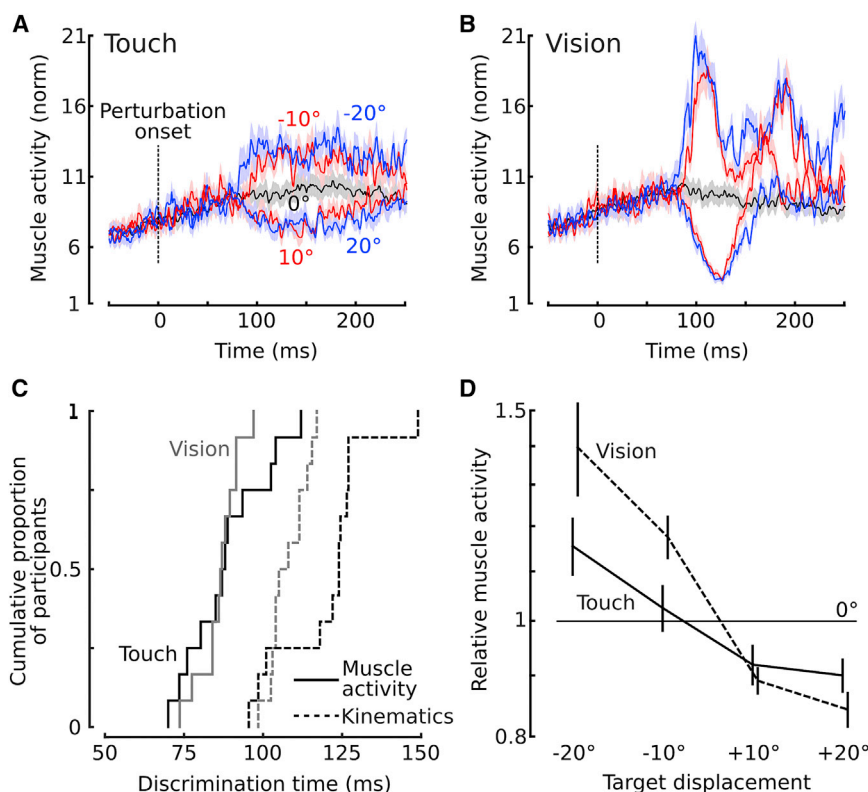 A
Touch
21
16
11
6
1
Muscle activity (norm)
Perturbation
onset
-10°
-20°
0°
10°
20°
0
100
200
Time (ms)
B
Vision
21
16
11
6
1
Muscle activity (norm)
0
100
200
Time (ms)
C
1
0.5
0
Cumulative proportion
of participants
Vision
Touch
Muscle
activity
Kinematics
50
75
100
125
150
Discrimination time (ms)
D
1.5
1
0.8
Relative muscle activity
Vision
Touch
0°
-20°
-10°
+10°
+20°
Target displacement